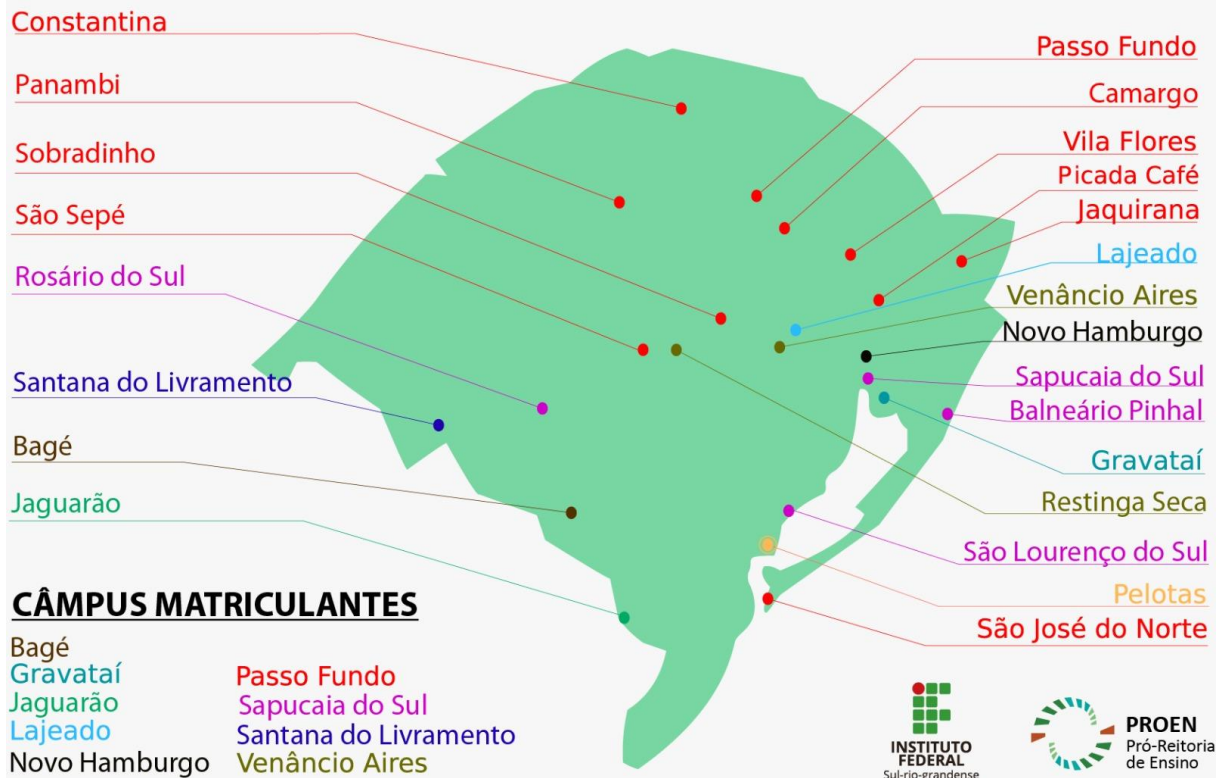 Constantina
Panambi
Sobradinho
São Sepé
Rosário do Sul
Santana do Livramento
Bagé
Jaguarão
Passo Fundo
Camargo
Vila Flores
Picada Café
Jaquirana
Lajeado
Venâncio Aires
Novo Hamburgo
Sapucaia do Sul
Balneário Pinhal
Gravataí
Restinga Seca
São Lourenço do Sul
Pelotas
São José do Norte
CÂMPUS MATRICULANTES
Bagé
Gravataí
Jaguarão
Lajeado
Novo Hamburgo
Passo Fundo
Sapucaia do Sul
Santana do Livramento
Venâncio Aires
INSTITUTO
FEDERAL
Sul-rio-grandense
PROEN
Pró-Reitoria
de Ensino